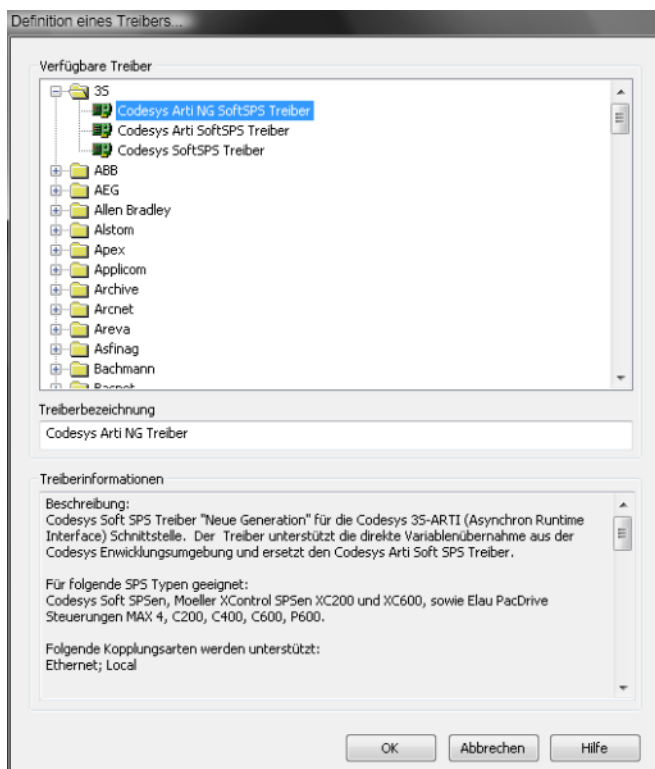 Definition eines Treibers...
Verfügbare Treiber
3S
Codesys Arti NG SoftSPS Treiber
Codesys Arti SoftSPS Treiber
Codesys SoftSPS Treiber
ABB
AEG
Allen Bradley
Alstom
Apex
Applicom
Archive
Arcnet
Areva
Asfinag
Bachmann
Treiberbezeichnung
Codesys Arti NG Treiber
Treiberinformationen
Beschreibung:
Codesys Soft SPS Treiber "Neue Generation" für die Codesys 3S-ARTI (Asynchron Runtime
Interface) Schnittstelle. Der Treiber unterstützt die direkte Variablenübernahme aus der
Codesys Enwicklungsumgebung und ersetzt den Codesys Arti Soft SPS Treiber.
Für folgende SPS Typen geeignet:
Codesys Soft SPSen, Moeller XControl SPSen XC200 und XC600, sowie Elau PacDrive
Steuerungen MAX 4, C200, C400, C600, P600.
Folgende Kopplungsarten werden unterstützt:
Ethernet; Local
OK Abbrechen Hilfe